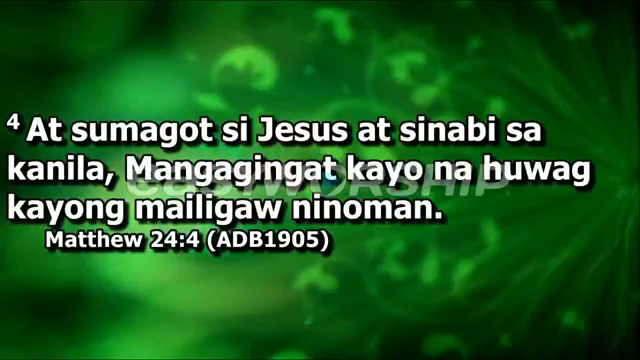 4 At sumagot si Jesus at sinabi sa
kanila, Mangagingat kayo na huwag
kayong mailigaw ninoman.
Matthew 24:4 (ADB1905)
EASYWORSHIP